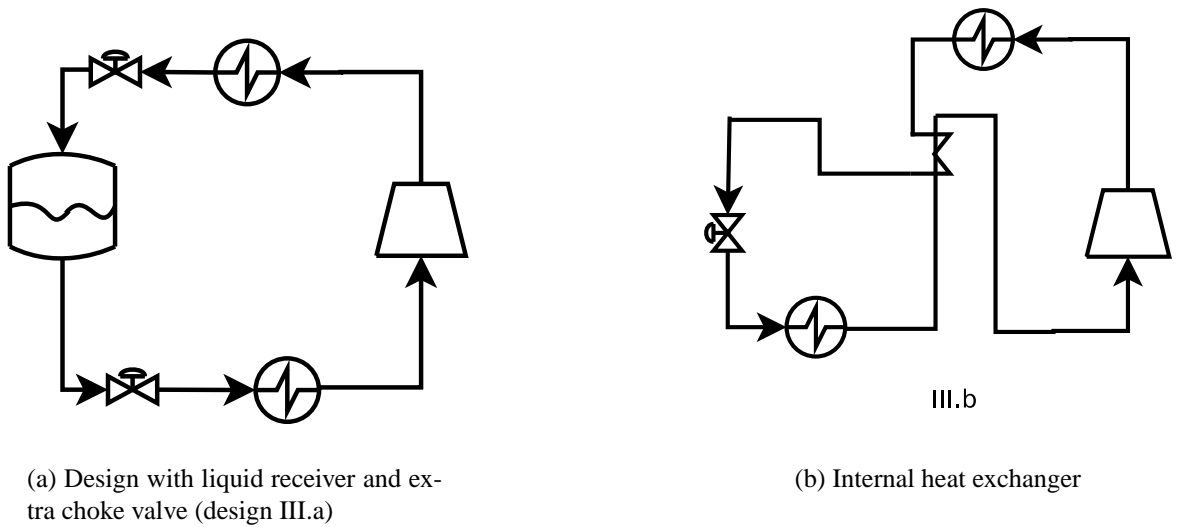 III.b
(a) Design with liquid receiver and ex-
tra choke valve (design III.a)
(b) Internal heat exchanger